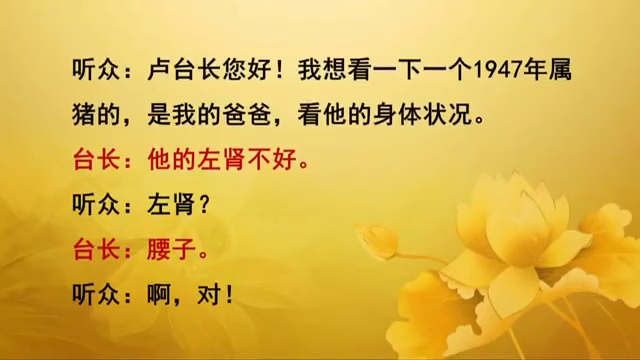 听众：卢台长您好！我想看一下一个1947年属
猪的，是我的爸爸，看他的身体状况。
台长：他的左肾不好。
听众：左肾？
台长：腰子。
听众：啊，对！